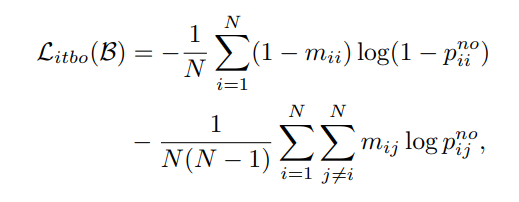 $\mathcal{L}_{itbo}(\mathcal{B}) = -\frac{1}{N} \sum_{i=1}^{N} (1 - m_{ii}) \log(1 - p_{ii}^{no})$
$- \frac{1}{N(N-1)} \sum_{i=1}^{N} \sum_{j \neq i}^{N} m_{ij} \log p_{ij}^{no},$